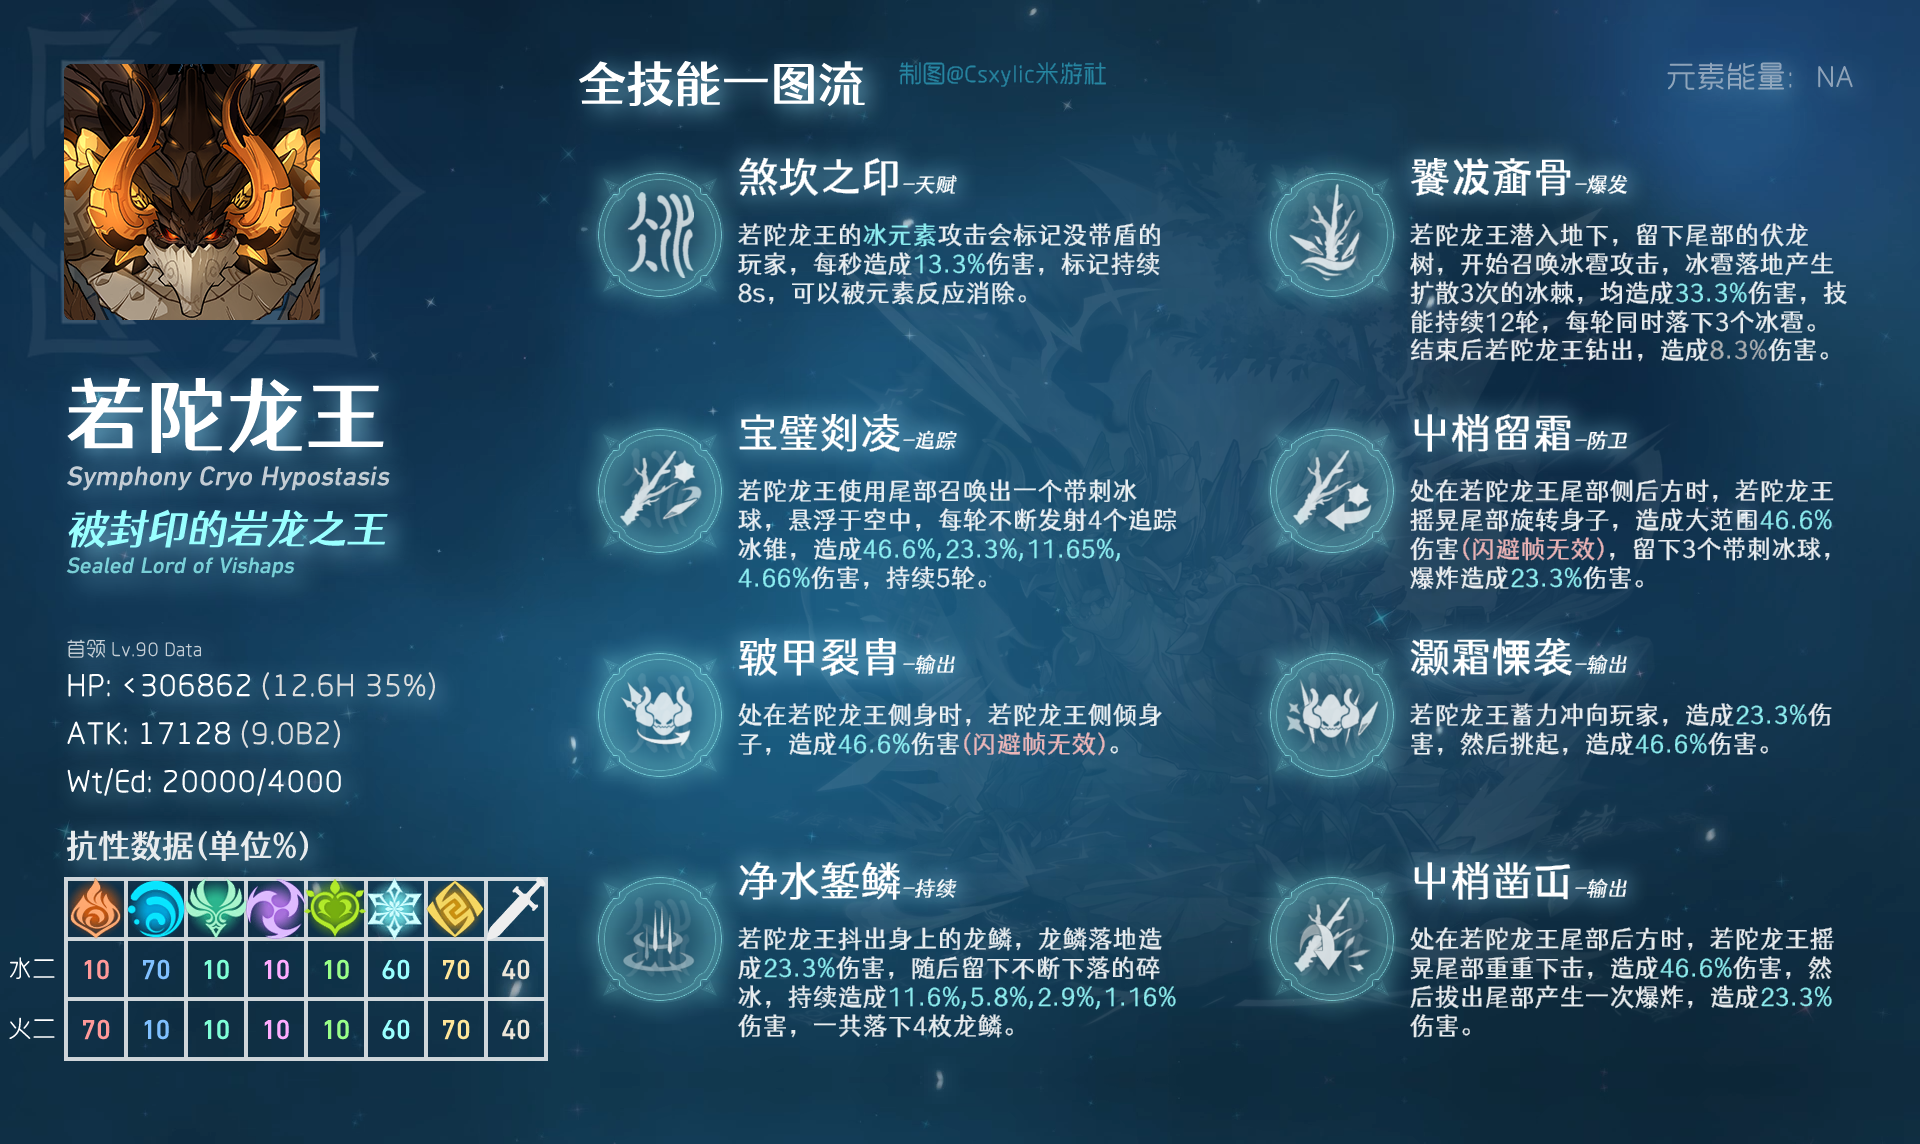 全技能一图流
制图@Csxylic米游社
元素能量: NA
若陀龙王
Symphony Cryo Hypostasis
被封印的岩龙之王
Sealed Lord of Vishaps
首领 Lv.90 Data
HP: <306862 (12.6H 35%)
ATK: 17128 (9.0B2)
Wt/Ed: 20000/4000
抗性数据(单位%)
水二 10 70 10 10 10 60 70 40
火二 70 10 10 10 10 60 70 40
煞坎之印-天赋
若陀龙王的冰元素攻击会标记没带盾的
玩家，每秒造成13.3%伤害，标记持续
8s，可以被元素反应消除。
宝璧剡凌-追踪
若陀龙王使用尾部召唤出一个带刺冰
球，悬浮于空中，每轮不断发射4个追踪
冰锥，造成46.6%,23.3%,11.65%,
4.66%伤害，持续5轮。
皲甲裂胄-输出
处在若陀龙王侧身时，若陀龙王侧倾身
子，造成46.6%伤害(闪避帧无效)。
净水錾鳞-持续
若陀龙王抖出身上的龙鳞，龙鳞落地造
成23.3%伤害，随后留下不断下落的碎
冰，持续造成11.6%,5.8%,2.9%,1.16%
伤害，一共落下4枚龙鳞。
骨-爆发
若陀龙王潜入地下，留下尾部的伏龙
树，开始召唤冰雹攻击，冰雹落地产生
扩散3次的冰棘，均造成33.3%伤害，技
能持续12轮，每轮同时落下3个冰雹。
结束后若陀龙王钻出，造成8.3%伤害。
屮梢留霜-防卫
处在若陀龙王尾部侧后方时，若陀龙王
摇晃尾部旋转身子，造成大范围46.6%
伤害(闪避帧无效)，留下3个带刺冰球，
爆炸造成23.3%伤害。
灏霜慄袭-输出
若陀龙王蓄力冲向玩家，造成23.3%伤
害，然后挑起，造成46.6%伤害。
屮梢凿-输出
处在若陀龙王尾部后方时，若陀龙王摇
晃尾部重重下击，造成46.6%伤害，然
后拔出尾部产生一次爆炸，造成23.3%
伤害。